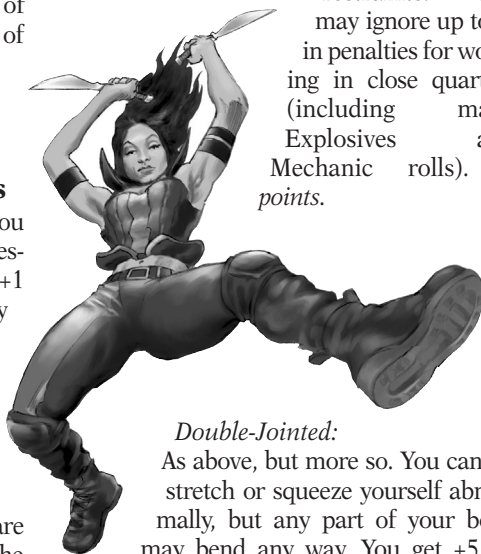 of
of
s
ou
es-
+1
y
are
he
may ignore up to
in penalties for wo
ing in close quart
(including ma
Explosives a
Mechanic rolls).
points.
Double-Jointed:
As above, but more so. You can
stretch or squeeze yourself abn
mally, but any part of your bo
may bend any way. You get +5